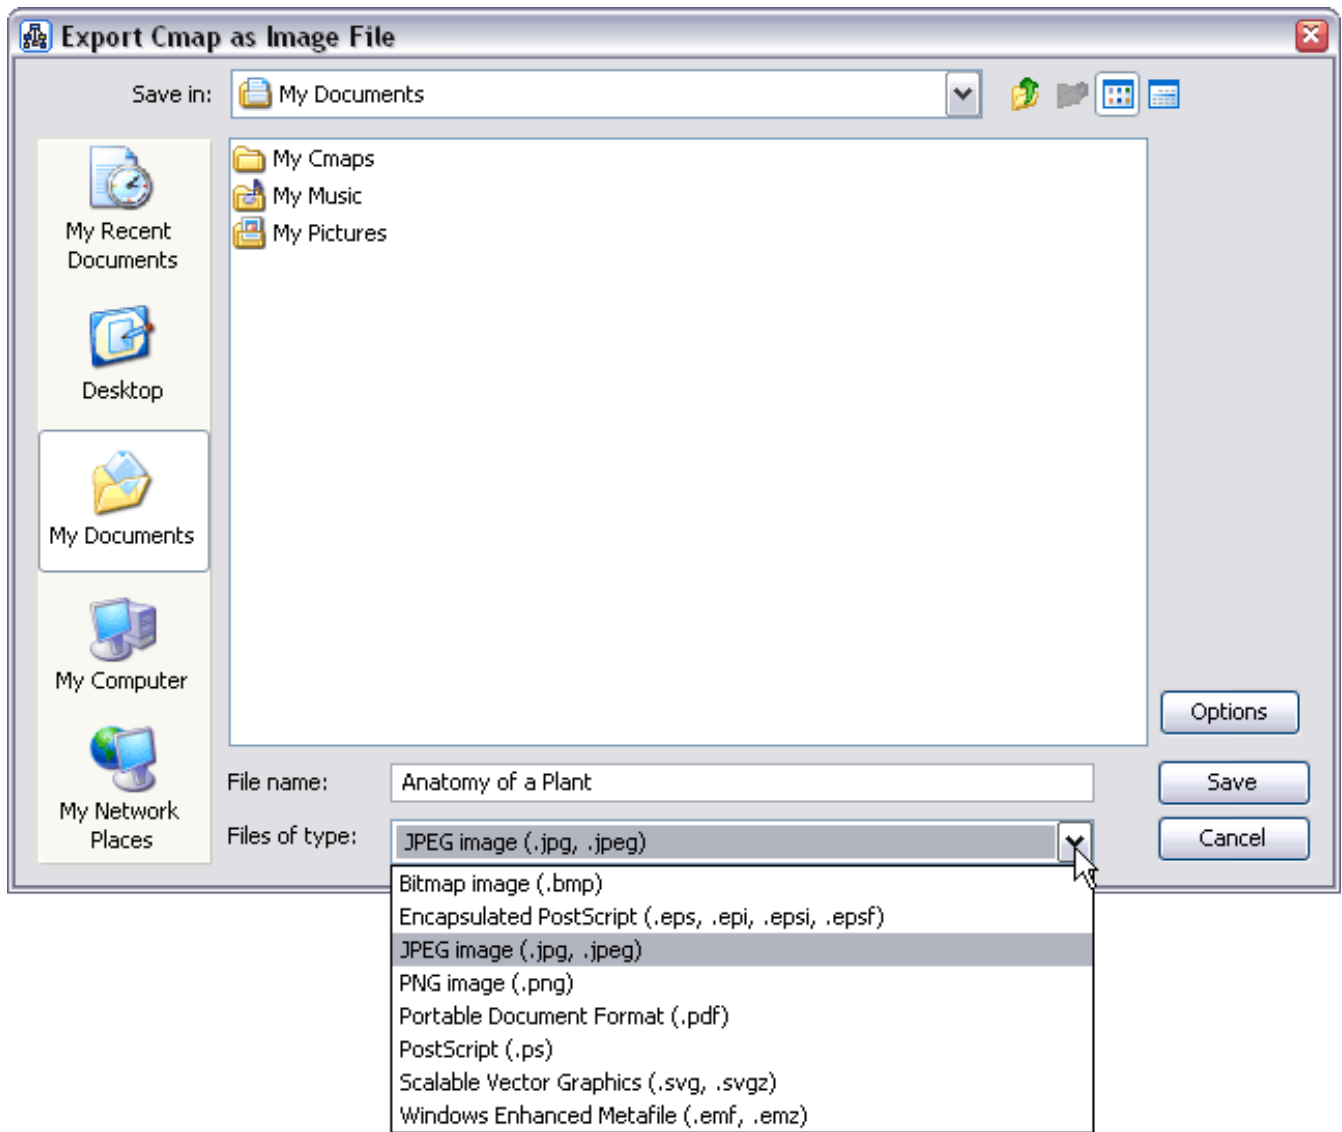 Export Cmap as Image File
Save in:
My Documents
My Cmaps
My Music
My Pictures
My Recent
Documents
Desktop
My Documents
My Computer
My Network
Places
Options
File name:
Anatomy of a Plant
Save
Files of type:
JPEG image (.jpg, .jpeg)
Cancel
Bitmap image (.bmp)
Encapsulated PostScript (.eps, .epi, .epsi, .epsf)
JPEG image (.jpg, .jpeg)
PNG image (.png)
Portable Document Format (.pdf)
PostScript (.ps)
Scalable Vector Graphics (.svg, .svgz)
Windows Enhanced Metafile (.emf, .emz)